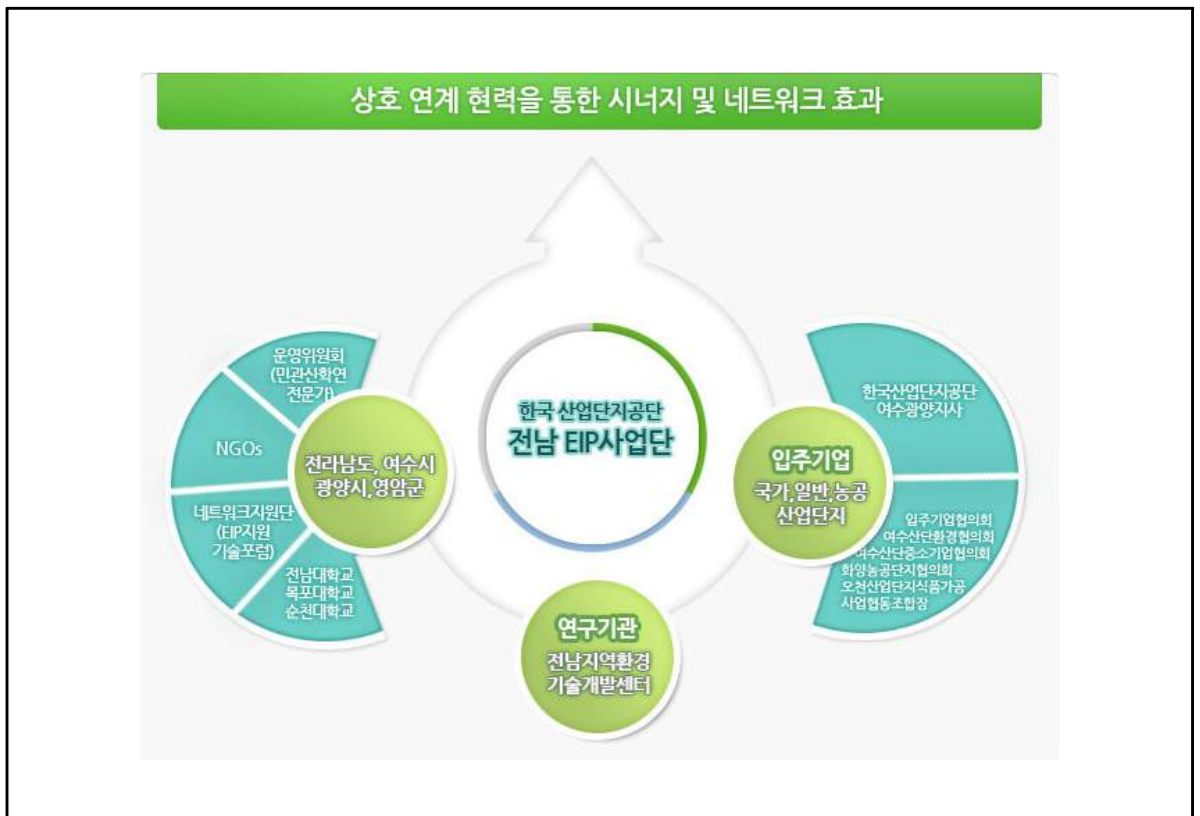 상호 연계 현력을 통한 시너지 및 네트워크 효과
운영위원회
(민관산학연
전문가)
NGOs
네트워크지원단
(EIP지원
기술포럼)
전남대학교
목포대학교
순천대학교
전라남도, 여수시
광양시,영암군
한국 산업단지공단
전남 EIP사업단
입주기업
국가,일반,농공
산업단지
한국산업단지공단
여수광양지사
입주기업협의회
여수산단환경협의회
여수산단중소기업협의회
화양농공단지협의회
오천산업단지식품가공
사업협동조합장
연구기관
전남지역환경
기술개발센터